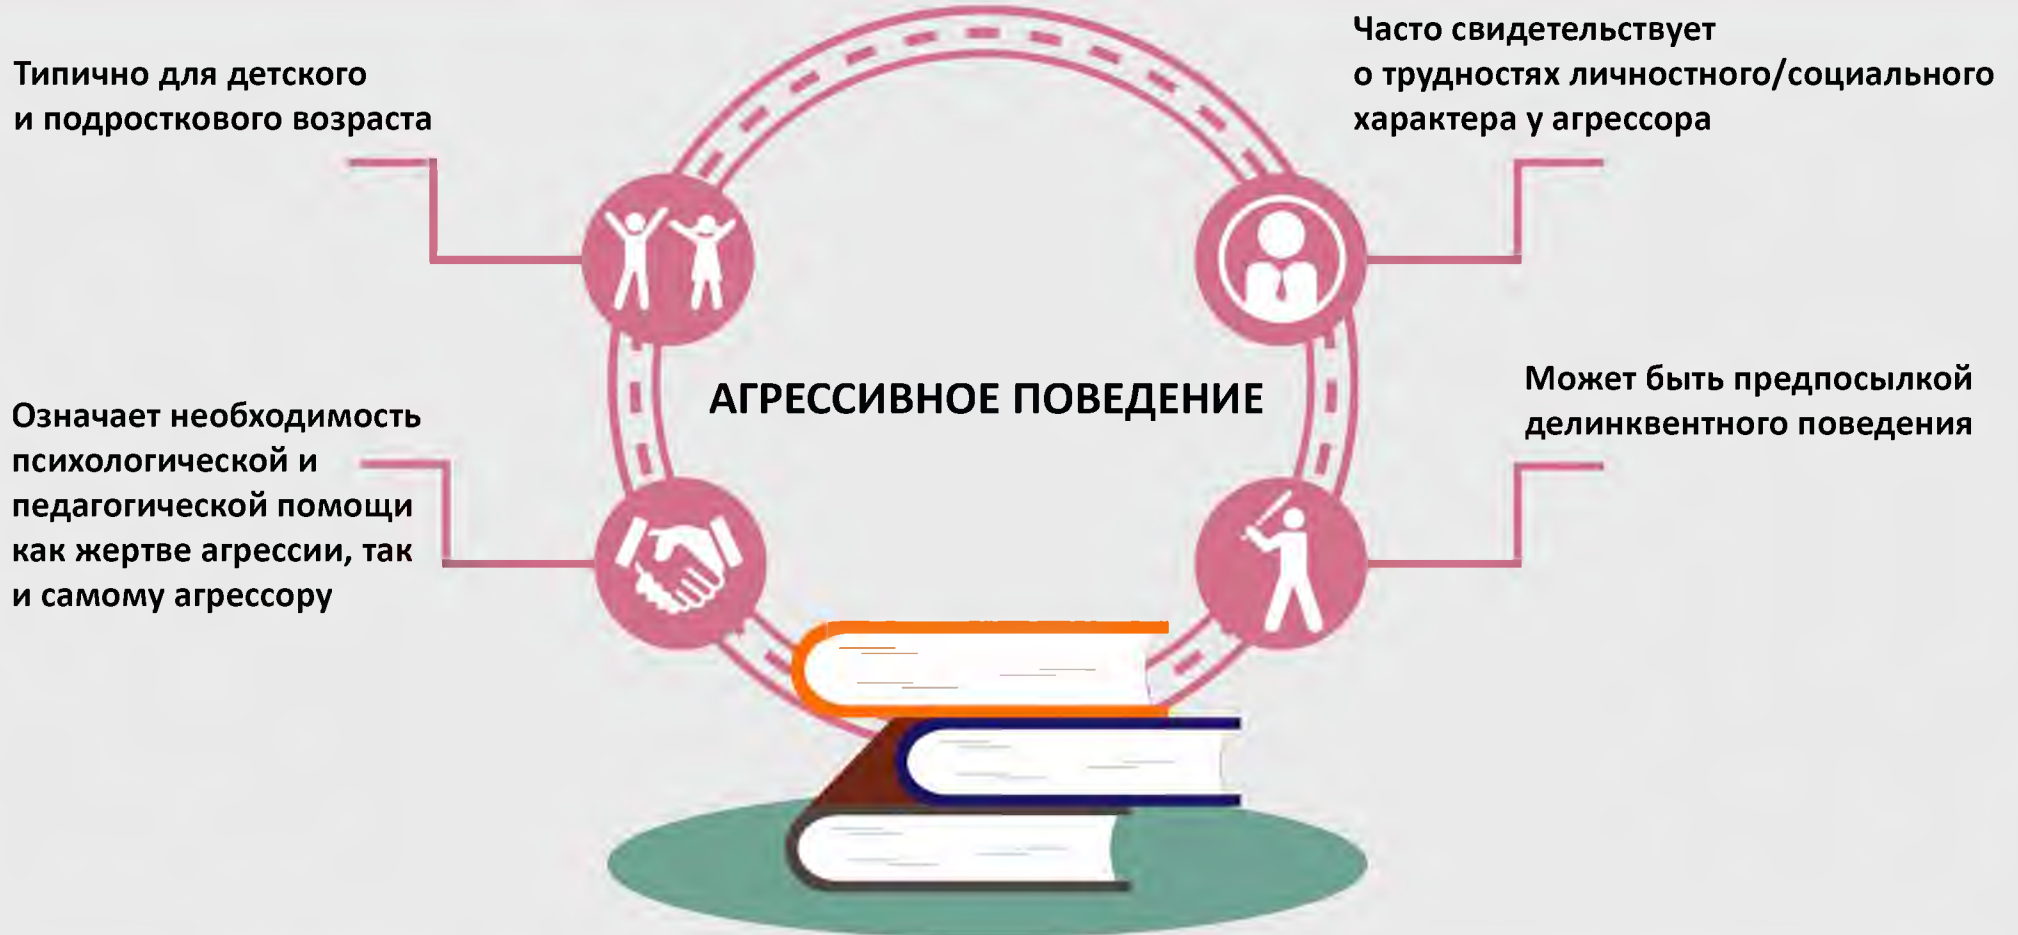 Типично для детского
и подросткового возраста
Часто свидетельствует
о трудностях личностного/социального
характера у агрессора
АГРЕССИВНОЕ ПОВЕДЕНИЕ
Означает необходимость
психологической и
педагогической помощи
как жертве агрессии, так
и самому агрессору
Может быть предпосылкой
делинквентного поведения